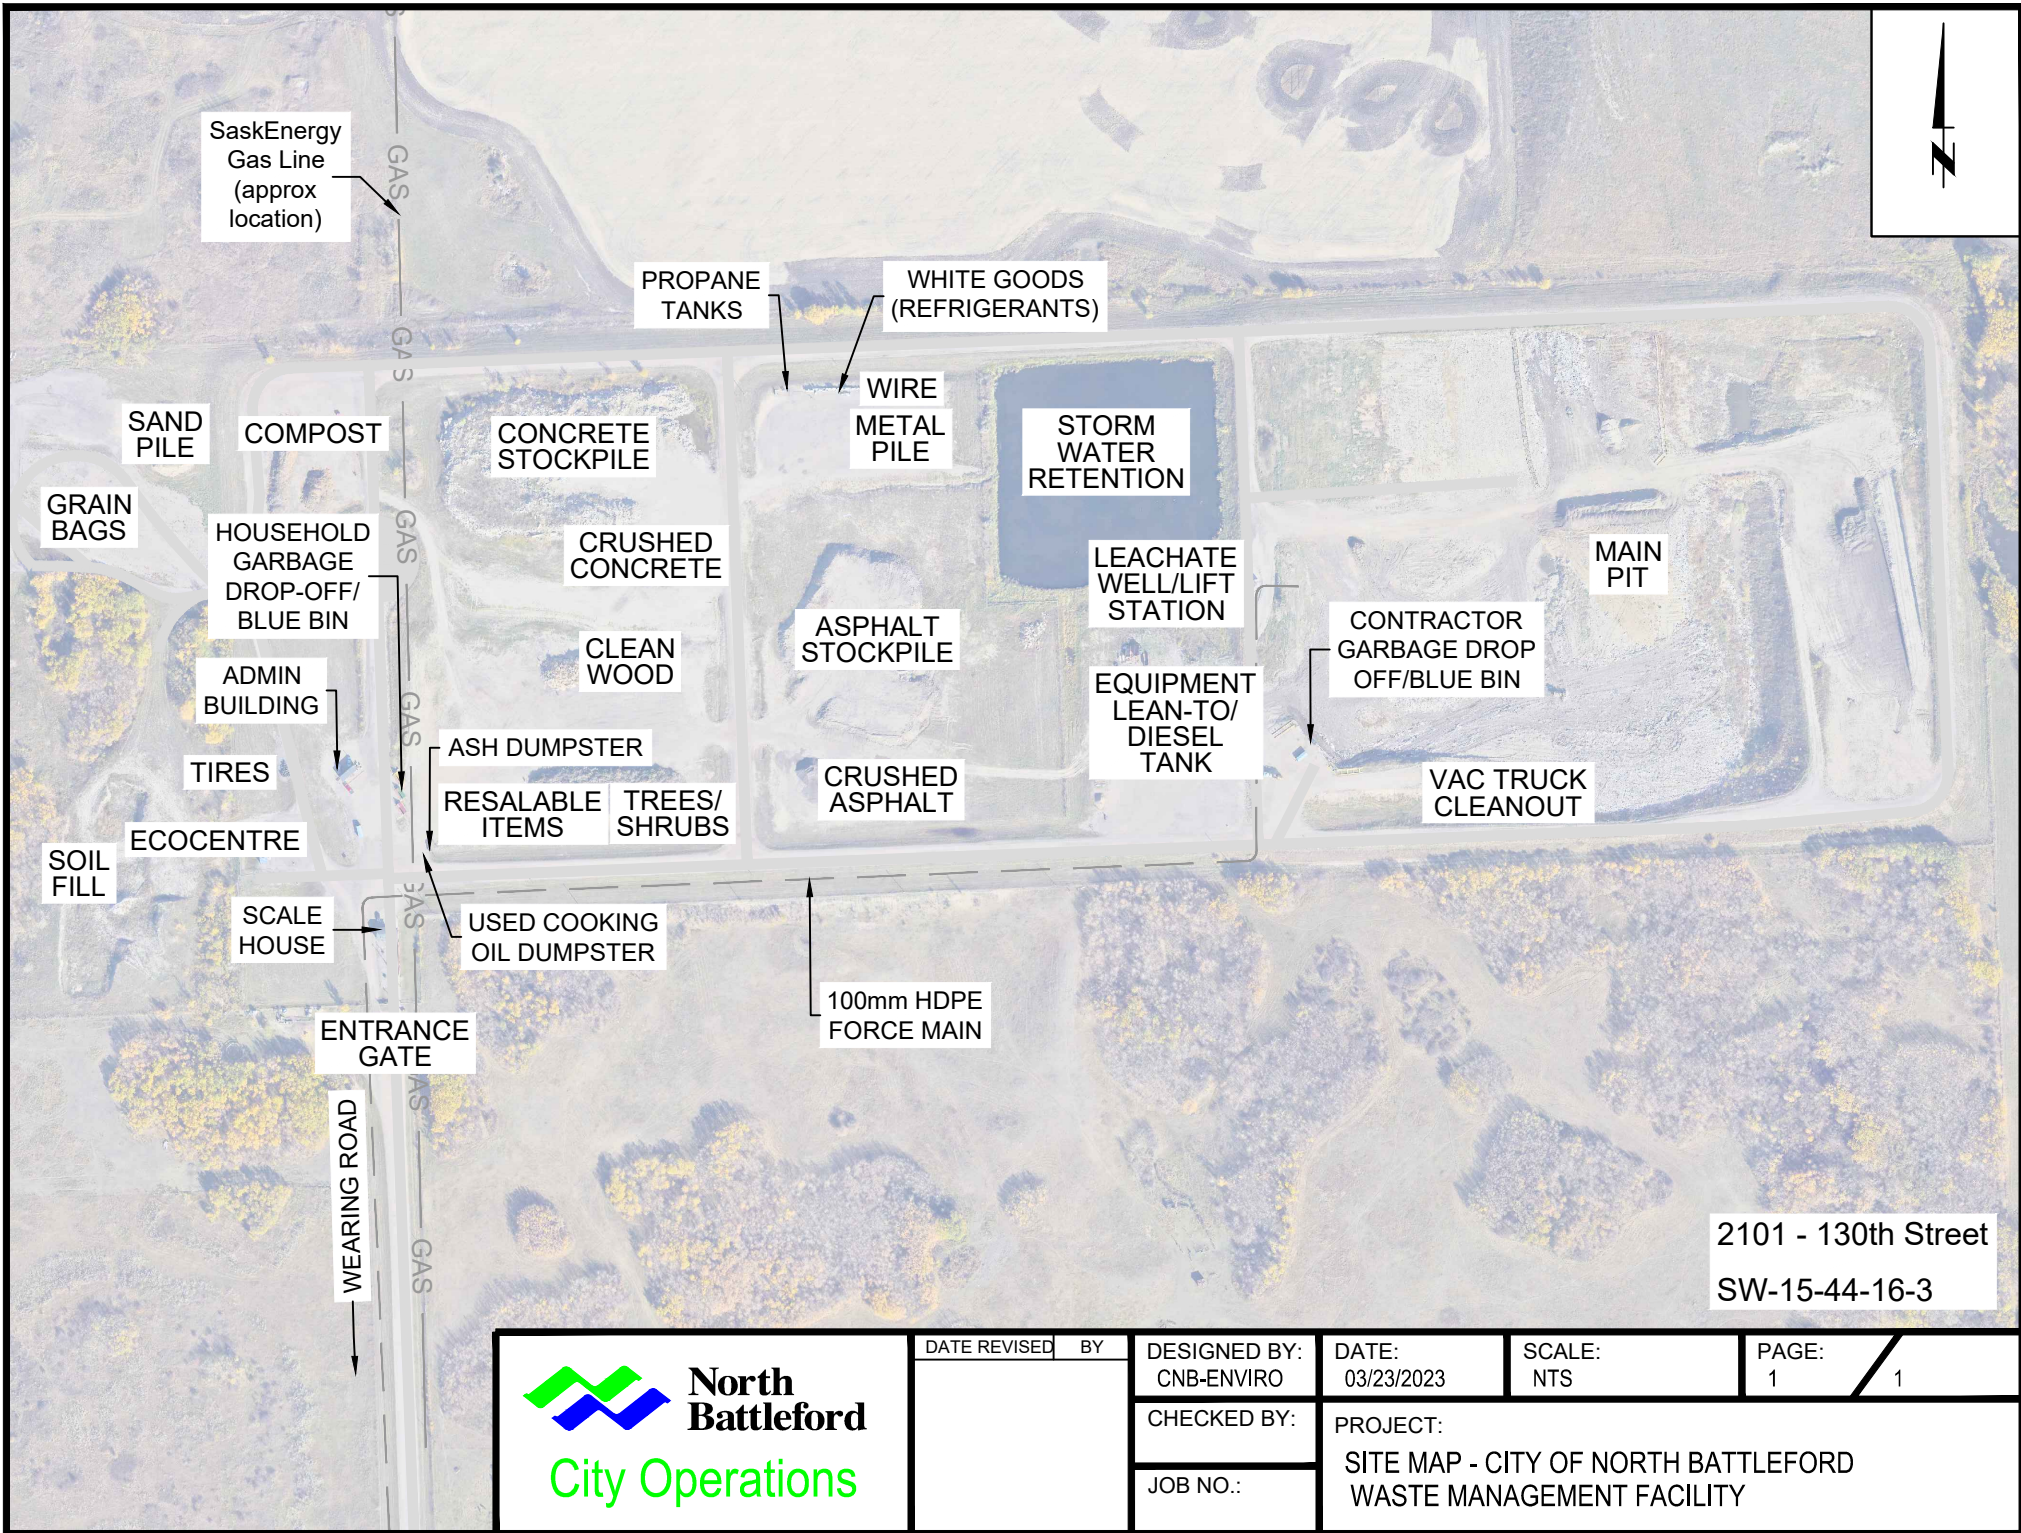 SaskEnergy
Gas Line
(approx
location)
GAS
PROPANE
TANKS
WHITE GOODS
(REFRIGERANTS)
GAS
WIRE
SAND
PILE
COMPOST
CONCRETE
STOCKPILE
METAL
PILE
STORM
WATER
RETENTION
GRAIN
BAGS
HOUSEHOLD
GARBAGE
DROP-OFF/
BLUE BIN
GAS
CRUSHED
CONCRETE
LEACHATE
WELL/LIFT
STATION
MAIN
PIT
ASPHALT
STOCKPILE
CONTRACTOR
GARBAGE DROP
OFF/BLUE BIN
CLEAN
WOOD
ADMIN
BUILDING
GAS
EQUIPMENT
LEAN-TO/
DIESEL
TANK
ASH DUMPSTER
TIRES
RESALABLE
ITEMS
TREES/
SHRUBS
CRUSHED
ASPHALT
VAC TRUCK
CLEANOUT
ECOCENTRE
SOIL
FILL
GAS
SCALE
HOUSE
USED COOKING
OIL DUMPSTER
100mm HDPE
FORCE MAIN
ENTRANCE
GATE
WEARING ROAD
GAS
2101 - 130th Street
SW-15-44-16-3
North
Battleford
City Operations
DATE REVISED BY
DESIGNED BY:
CNB-ENVIRO
DATE:
03/23/2023
SCALE:
NTS
PAGE:
1 / 1
CHECKED BY:
JOB NO.:
PROJECT:
SITE MAP - CITY OF NORTH BATTLEFORD
WASTE MANAGEMENT FACILITY